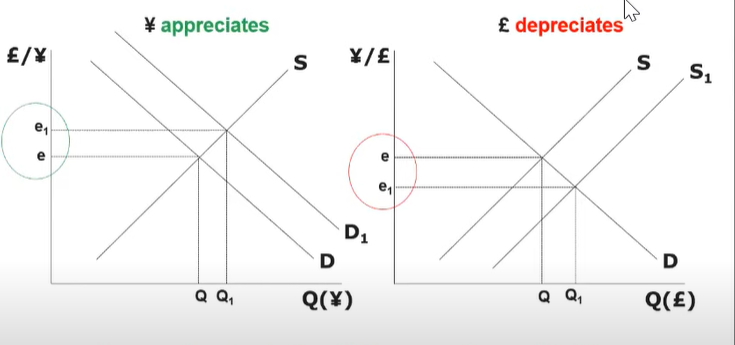 ¥ appreciates
£/¥
S
e₁
e
D₁
D
Q Q₁
Q(¥)
£ depreciates
¥/£
S
S₁
e
e₁
D
Q Q₁
Q(£)